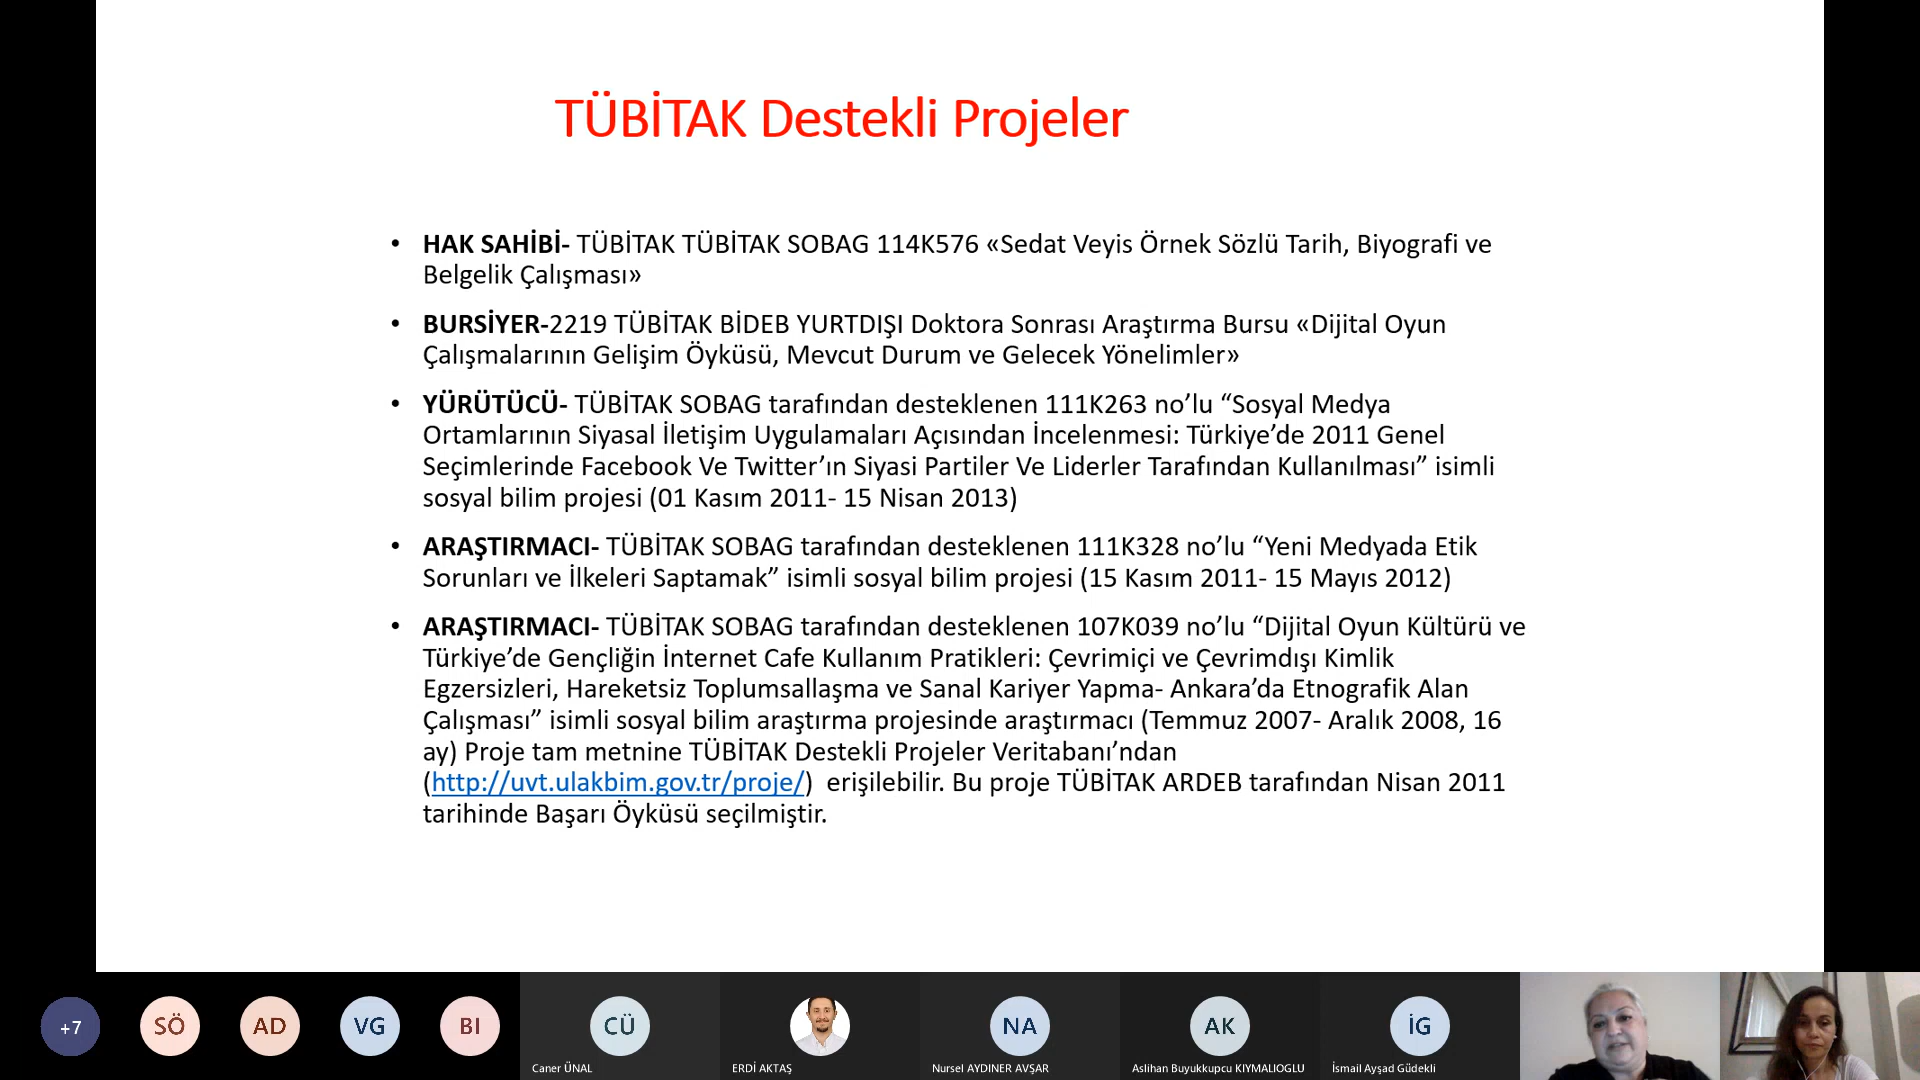 TÜBİTAK Destekli Projeler
• HAK SAHİBİ- TÜBİTAK TÜBİTAK SOBAG 114K576 «Sedat Veyis Örnek Sözlü Tarih, Biyografi ve
Belgelik Çalışması»
• BURSİYER-2219 TÜBİTAK BİDEB YURTDIŞI Doktora Sonrası Araştırma Bursu «Dijital Oyun
Çalışmalarının Gelişim Öyküsü, Mevcut Durum ve Gelecek Yönelimler»
• YÜRÜTÜCÜ- TÜBİTAK SOBAG tarafından desteklenen 111K263 no’lu “Sosyal Medya
Ortamlarının Siyasal İletişim Uygulamaları Açısından İncelenmesi: Türkiye’de 2011 Genel
Seçimlerinde Facebook Ve Twitter’ın Siyasi Partiler Ve Liderler Tarafından Kullanılması” isimli
sosyal bilim projesi (01 Kasım 2011- 15 Nisan 2013)
• ARAŞTIRMACI- TÜBİTAK SOBAG tarafından desteklenen 111K328 no’lu “Yeni Medyada Etik
Sorunları ve İlkeleri Saptamak” isimli sosyal bilim projesi (15 Kasım 2011- 15 Mayıs 2012)
• ARAŞTIRMACI- TÜBİTAK SOBAG tarafından desteklenen 107K039 no’lu “Dijital Oyun Kültürü ve
Türkiye’de Gençliğin İnternet Cafe Kullanım Pratikleri: Çevrimiçi ve Çevrimdışı Kimlik
Egzersizleri, Hareketsiz Toplumsallaşma ve Sanal Kariyer Yapma- Ankara’da Etnografik Alan
Çalışması” isimli sosyal bilim araştırma projesinde araştırmacı (Temmuz 2007- Aralık 2008, 16
ay) Proje tam metnine TÜBİTAK Destekli Projeler Veritabanı’ndan
(http://uvt.ulakbim.gov.tr/proje/) erişilebilir. Bu proje TÜBİTAK ARDEB tarafından Nisan 2011
tarihinde Başarı Öyküsü seçilmiştir.
+7 SÖ AD VG BI CÜ NA AK İG
Caner ÜNAL ERDİ AKTAŞ Nursel AYDINER AVŞAR Aslihan Buyukkupcu KIYMALIOGLU İsmail Ayşad Güdekli